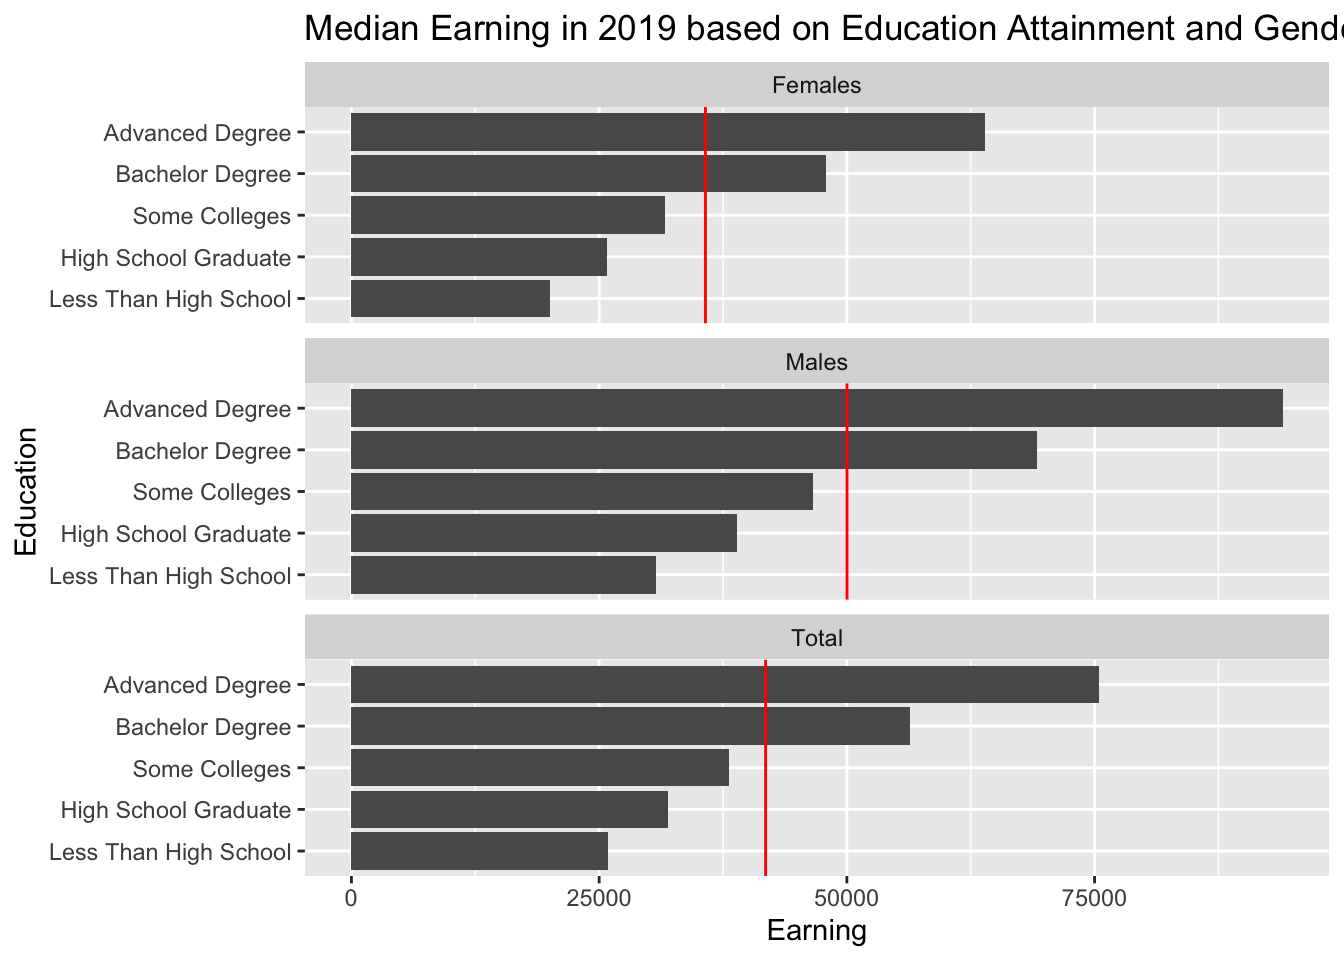 Median Earning in 2019 based on Education Attainment and Gende
Females
Advanced Degree
Bachelor Degree
Some Colleges
High School Graduate
Less Than High School
Males
Advanced Degree
Bachelor Degree
Some Colleges
High School Graduate
Less Than High School
Total
Advanced Degree
Bachelor Degree
Some Colleges
High School Graduate
Less Than High School
Education
0 25000 50000 75000
Earning